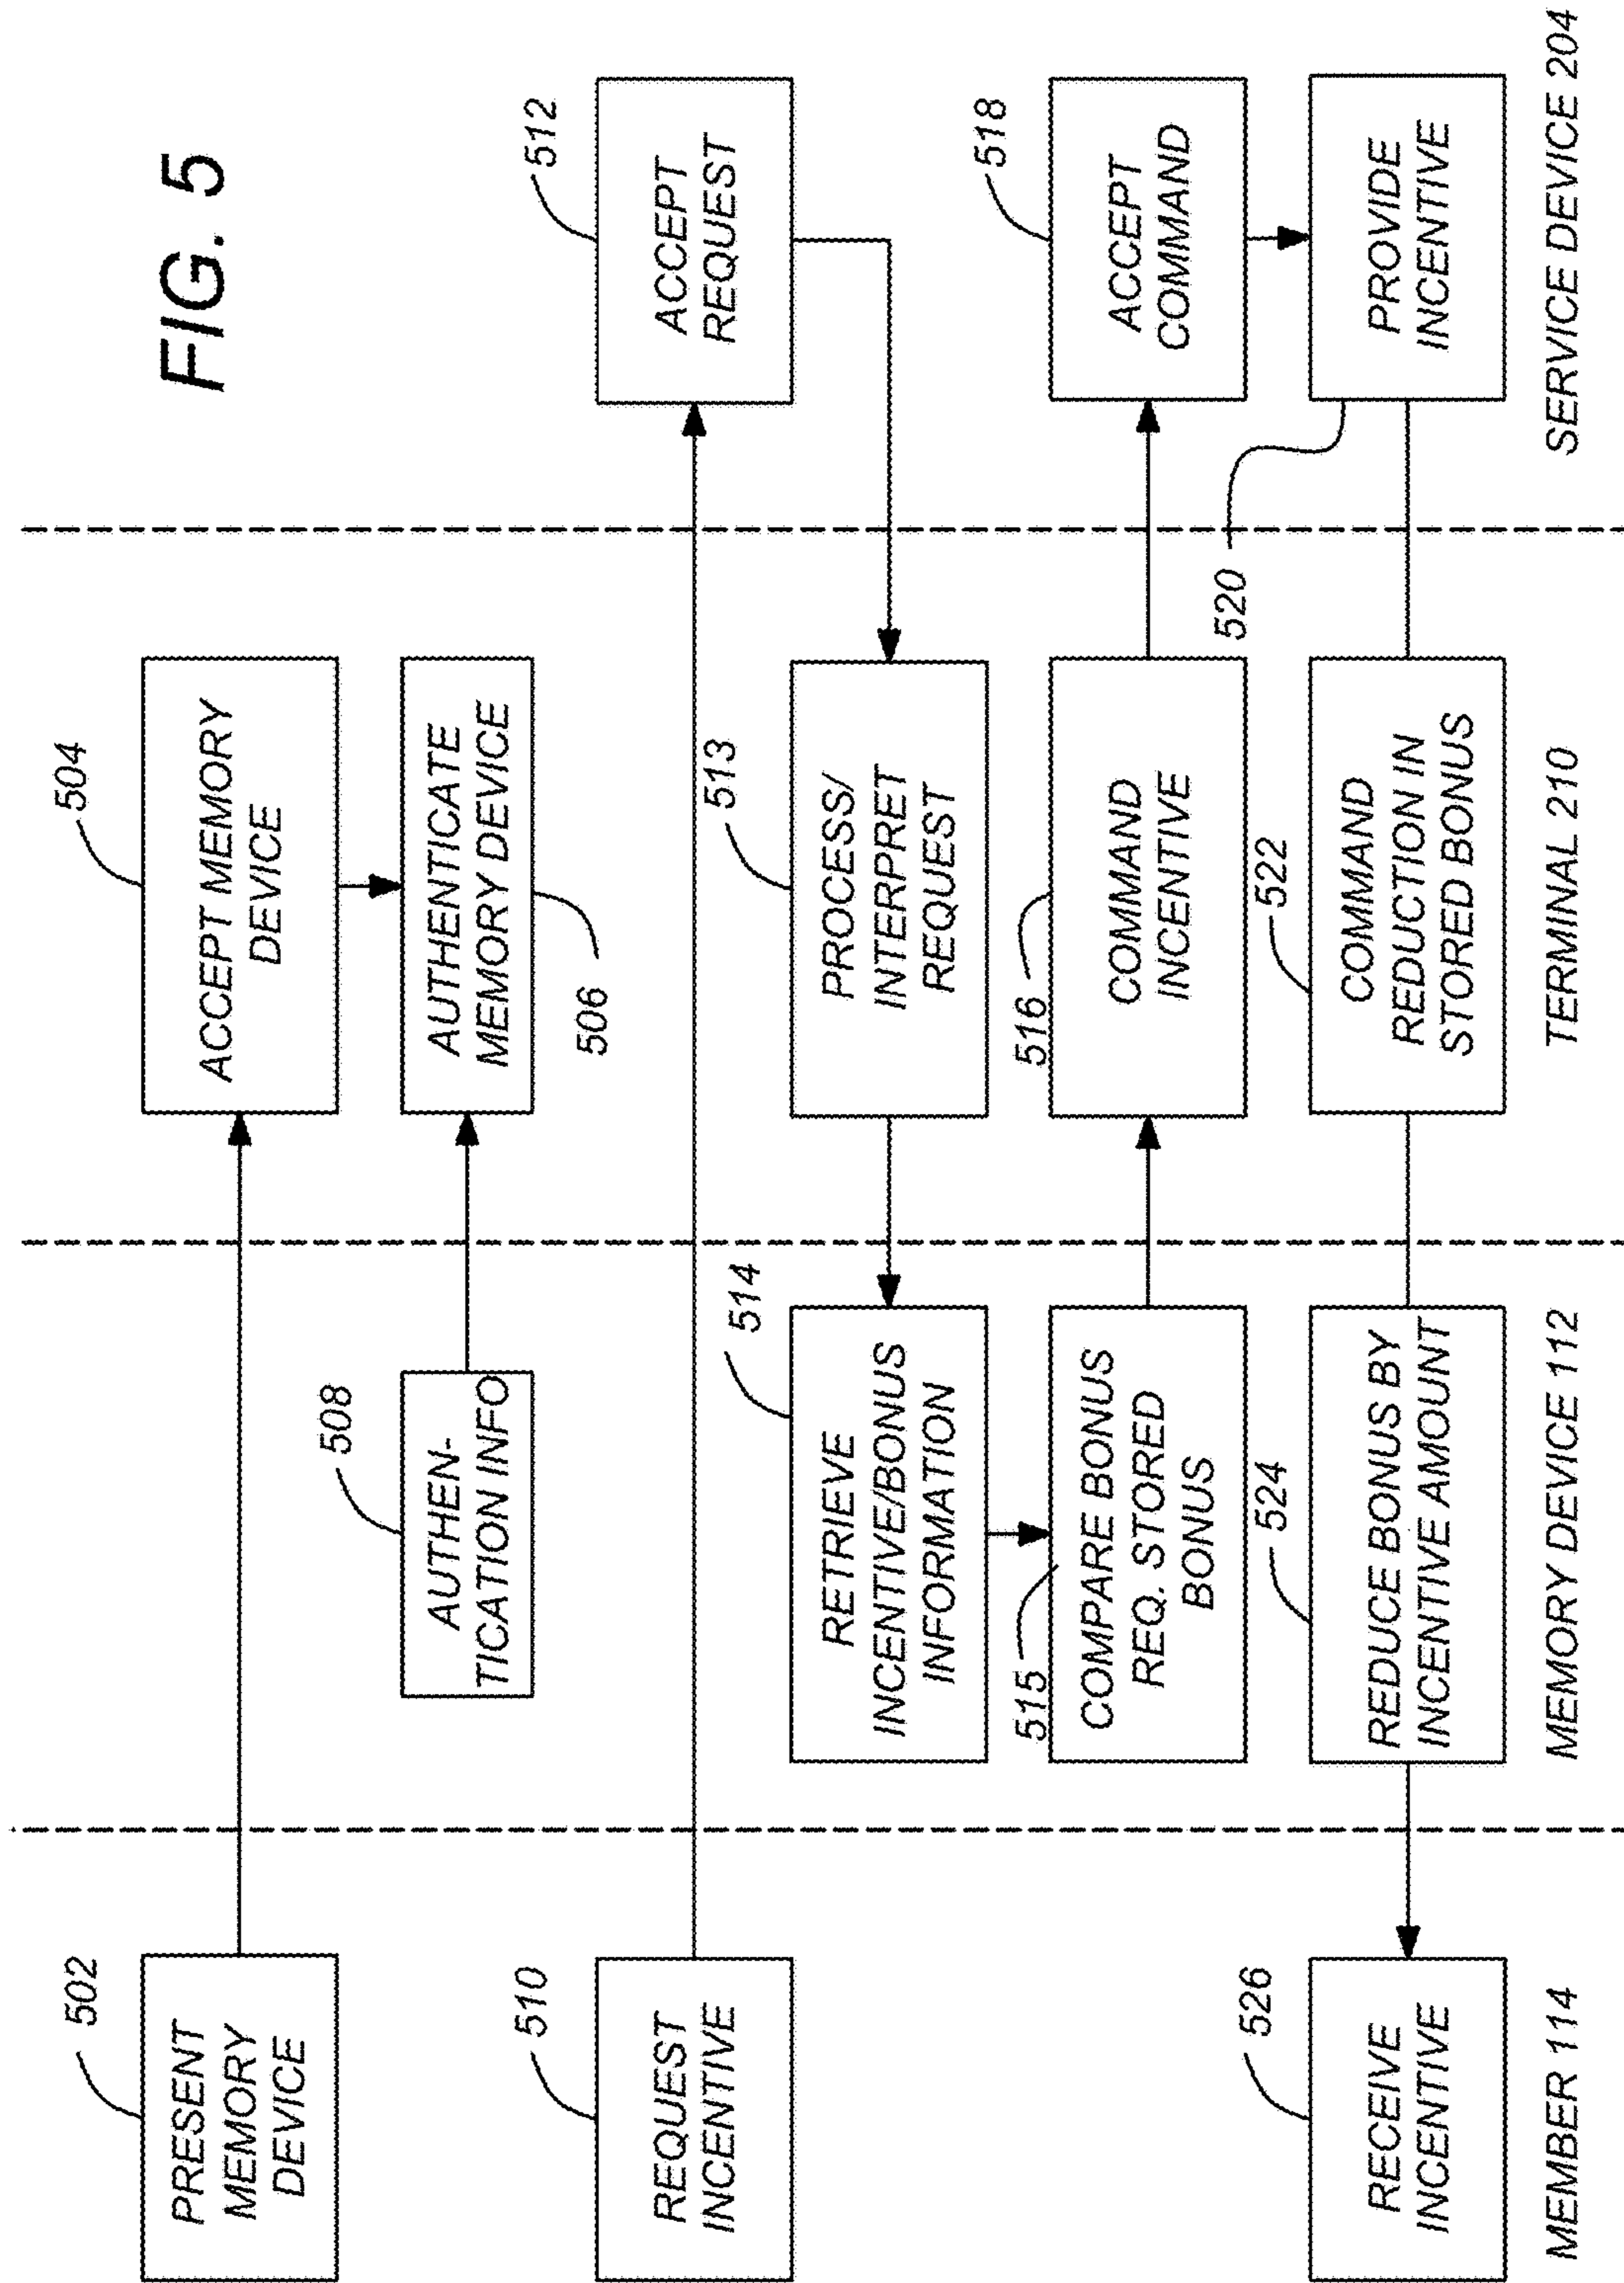 FIG. 5
502
PRESENT
MEMORY
DEVICE
504
ACCEPT MEMORY
DEVICE
508
AUTHEN-
TICATION INFO
AUTHENTICATE
MEMORY DEVICE
506
510
REQUEST
INCENTIVE
512
ACCEPT
REQUEST
514
RETRIEVE
INCENTIVE/BONUS
INFORMATION
513
PROCESS/
INTERPRET
REQUEST
515
COMPARE BONUS
REQ. STORED
BONUS
516
COMMAND
INCENTIVE
518
ACCEPT
COMMAND
526
RECEIVE
INCENTIVE
524
REDUCE BONUS BY
INCENTIVE AMOUNT
522
COMMAND
REDUCTION IN
STORED BONUS
520
PROVIDE
INCENTIVE
MEMBER 114
MEMORY DEVICE 112
TERMINAL 210
SERVICE DEVICE 204